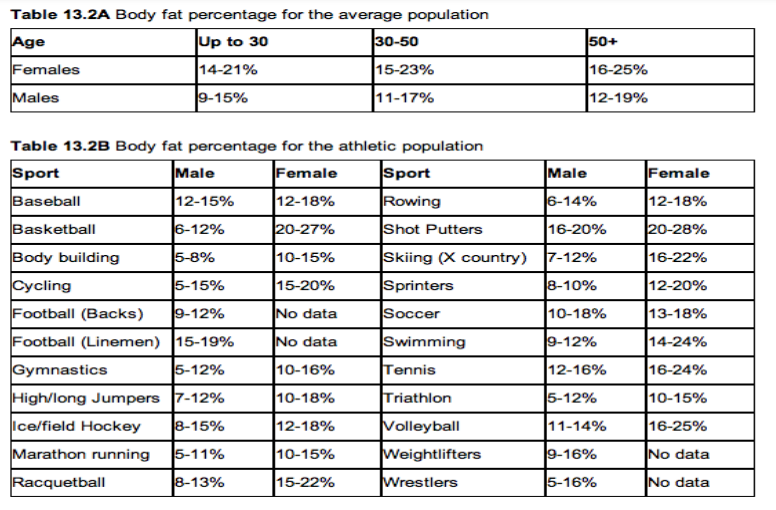 Table 13.2A Body fat percentage for the average population
Age Up to 30 30-50 50+
Females 14-21% 15-23% 16-25%
Males 9-15% 11-17% 12-19%
Table 13.2B Body fat percentage for the athletic population
Sport Male Female Sport Male Female
Baseball 12-15% 12-18% Rowing 6-14% 12-18%
Basketball 6-12% 20-27% Shot Putters 16-20% 20-28%
Body building 5-8% 10-15% Skiing (X country) 7-12% 16-22%
Cycling 5-15% 15-20% Sprinters 8-10% 12-20%
Football (Backs) 9-12% No data Soccer 10-18% 13-18%
Football (Linemen) 15-19% No data Swimming 9-12% 14-24%
Gymnastics 5-12% 10-16% Tennis 12-16% 16-24%
High/long Jumpers 7-12% 10-18% Triathlon 5-12% 10-15%
Ice/field Hockey 8-15% 12-18% Volleyball 11-14% 16-25%
Marathon running 5-11% 10-15% Weightlifters 9-16% No data
Racquetball 8-13% 15-22% Wrestlers 5-16% No data